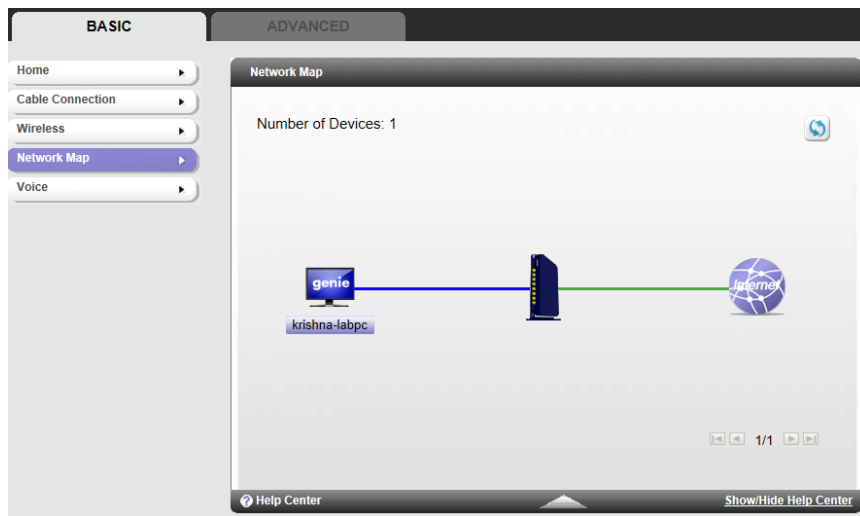 BASIC
ADVANCED
Home
Cable Connection
Wireless
Network Map
Voice
Network Map
Number of Devices: 1
genie
krishna-labpc
Internet
1/1
Help Center
Show/Hide Help Center